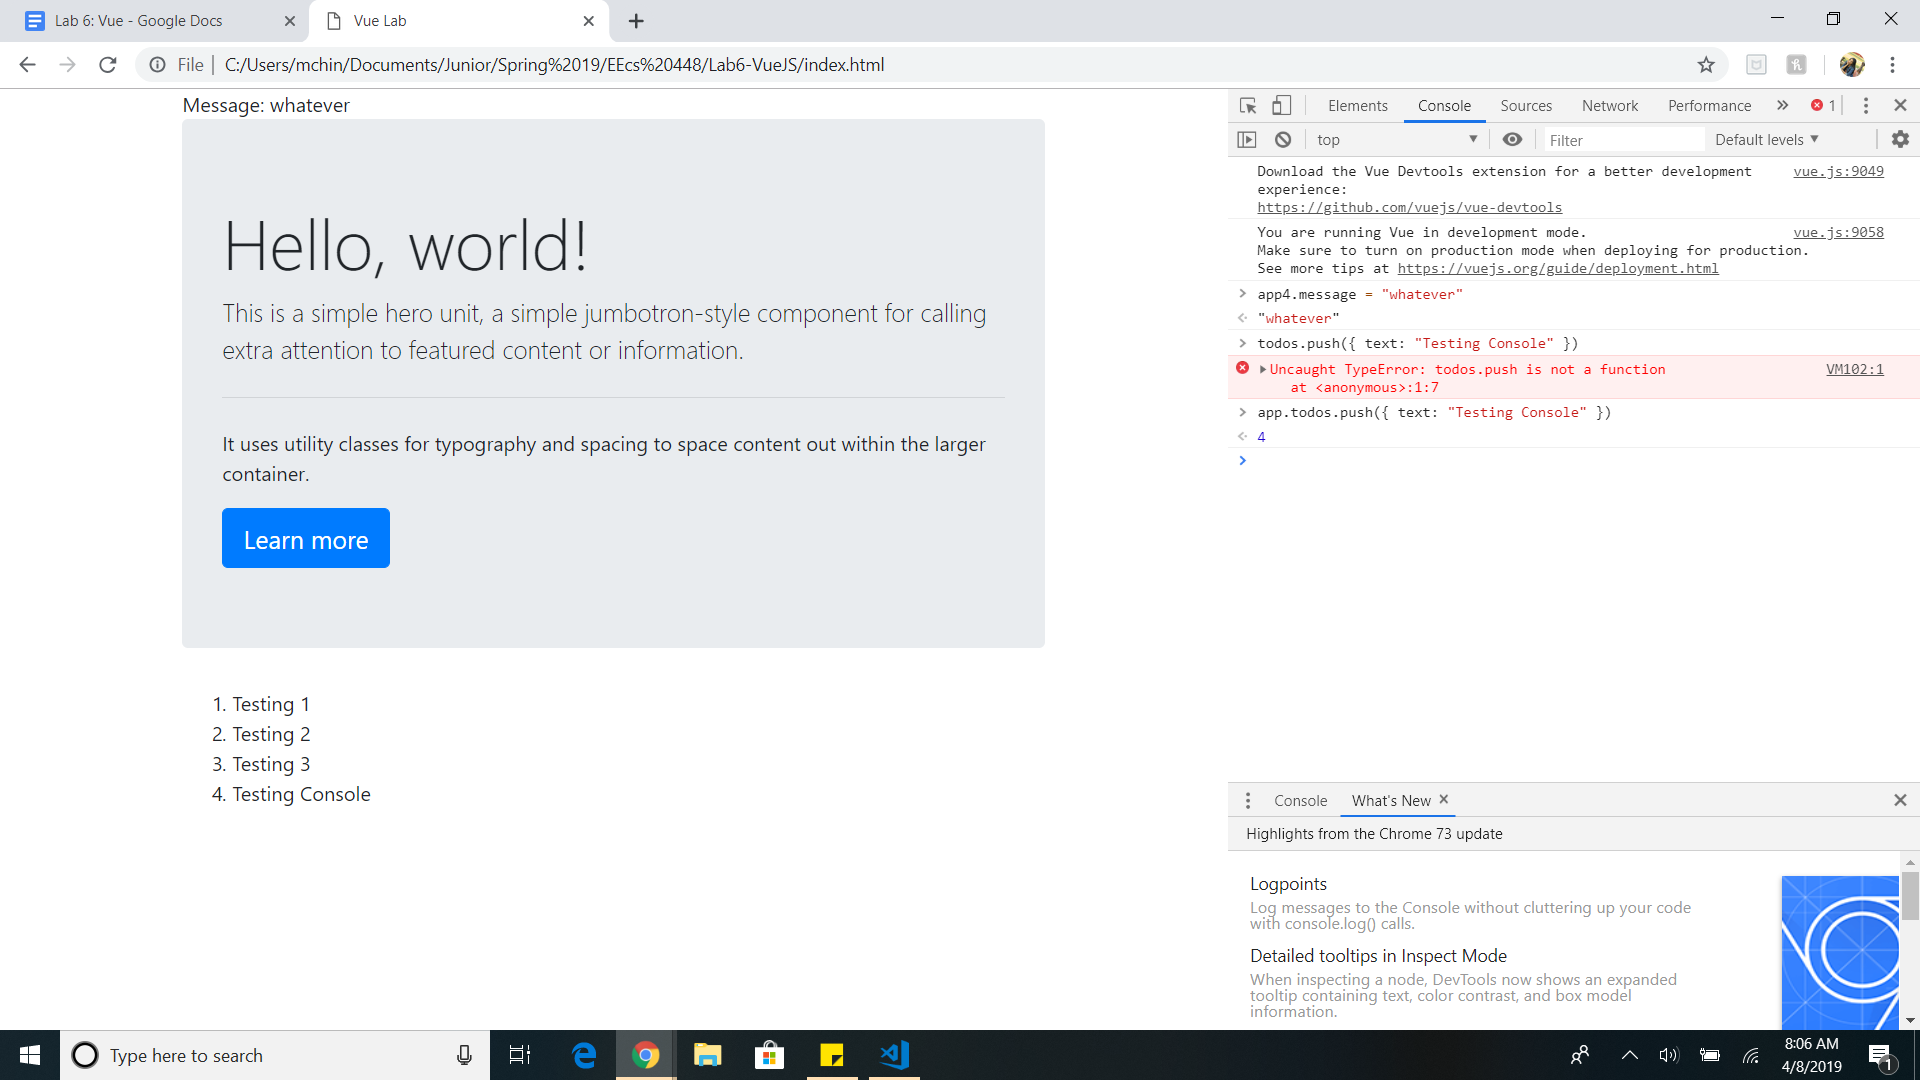 Lab 6: Vue - Google Docs
Vue Lab
File | C:/Users/mchin/Documents/Junior/Spring%2019/EEcs%20448/Lab6-VueJS/index.html
Message: whatever
Hello, world!
This is a simple hero unit, a simple jumbotron-style component for calling
extra attention to featured content or information.
It uses utility classes for typography and spacing to space content out within the larger
container.
Learn more
1. Testing 1
2. Testing 2
3. Testing 3
4. Testing Console
Elements Console Sources Network Performance 1
top Filter Default levels
Download the Vue Devtools extension for a better development vue.js:9049
experience:
https://github.com/vuejs/vue-devtools
You are running Vue in development mode. vue.js:9058
Make sure to turn on production mode when deploying for production.
See more tips at https://vuejs.org/guide/deployment.html
app4.message = "whatever"
"whatever"
todos.push({ text: "Testing Console" })
Uncaught TypeError: todos.push is not a function VM102:1
at <anonymous>:1:7
app.todos.push({ text: "Testing Console" })
4
Console What's New
Highlights from the Chrome 73 update
Logpoints
Log messages to the Console without cluttering up your code
with console.log() calls.
Detailed tooltips in Inspect Mode
When inspecting a node, DevTools now shows an expanded
tooltip containing text, color contrast, and box model
information.
Type here to search
8:06 AM
4/8/2019
1